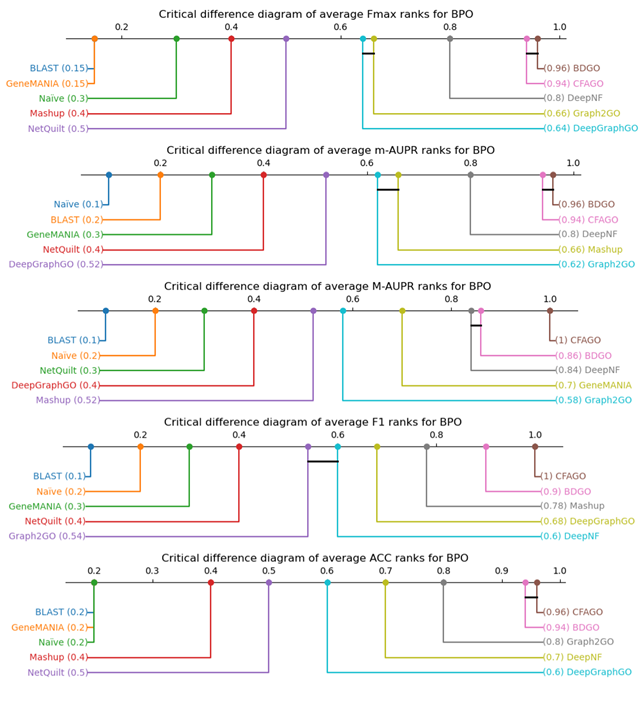 Critical difference diagram of average Fmax ranks for BPO
0.2 0.4 0.6 0.8 1.0
BLAST (0.15) (0.96) BDGO
GeneMANIA (0.15) (0.94) CFAGO
Naïve (0.3) (0.8) DeepNF
Mashup (0.4) (0.66) Graph2GO
NetQuilt (0.5) (0.64) DeepGraphGO
Critical difference diagram of average m-AUPR ranks for BPO
0.2 0.4 0.6 0.8 1.0
Naïve (0.1) (0.96) BDGO
BLAST (0.2) (0.94) CFAGO
GeneMANIA (0.3) (0.8) DeepNF
NetQuilt (0.4) (0.66) Mashup
DeepGraphGO (0.52) (0.62) Graph2GO
Critical difference diagram of average M-AUPR ranks for BPO
0.2 0.4 0.6 0.8 1.0
BLAST (0.1) (1) CFAGO
Naïve (0.2) (0.86) BDGO
NetQuilt (0.3) (0.84) DeepNF
DeepGraphGO (0.4) (0.7) GeneMANIA
Mashup (0.52) (0.58) Graph2GO
Critical difference diagram of average F1 ranks for BPO
0.2 0.4 0.6 0.8 1.0
BLAST (0.1) (1) CFAGO
Naïve (0.2) (0.9) BDGO
GeneMANIA (0.3) (0.78) Mashup
NetQuilt (0.4) (0.68) DeepGraphGO
Graph2GO (0.54) (0.6) DeepNF
Critical difference diagram of average ACC ranks for BPO
0.2 0.3 0.4 0.5 0.6 0.7 0.8 0.9 1.0
BLAST (0.2) (0.96) CFAGO
GeneMANIA (0.2) (0.94) BDGO
Naïve (0.2) (0.8) Graph2GO
Mashup (0.4) (0.7) DeepNF
NetQuilt (0.5) (0.6) DeepGraphGO